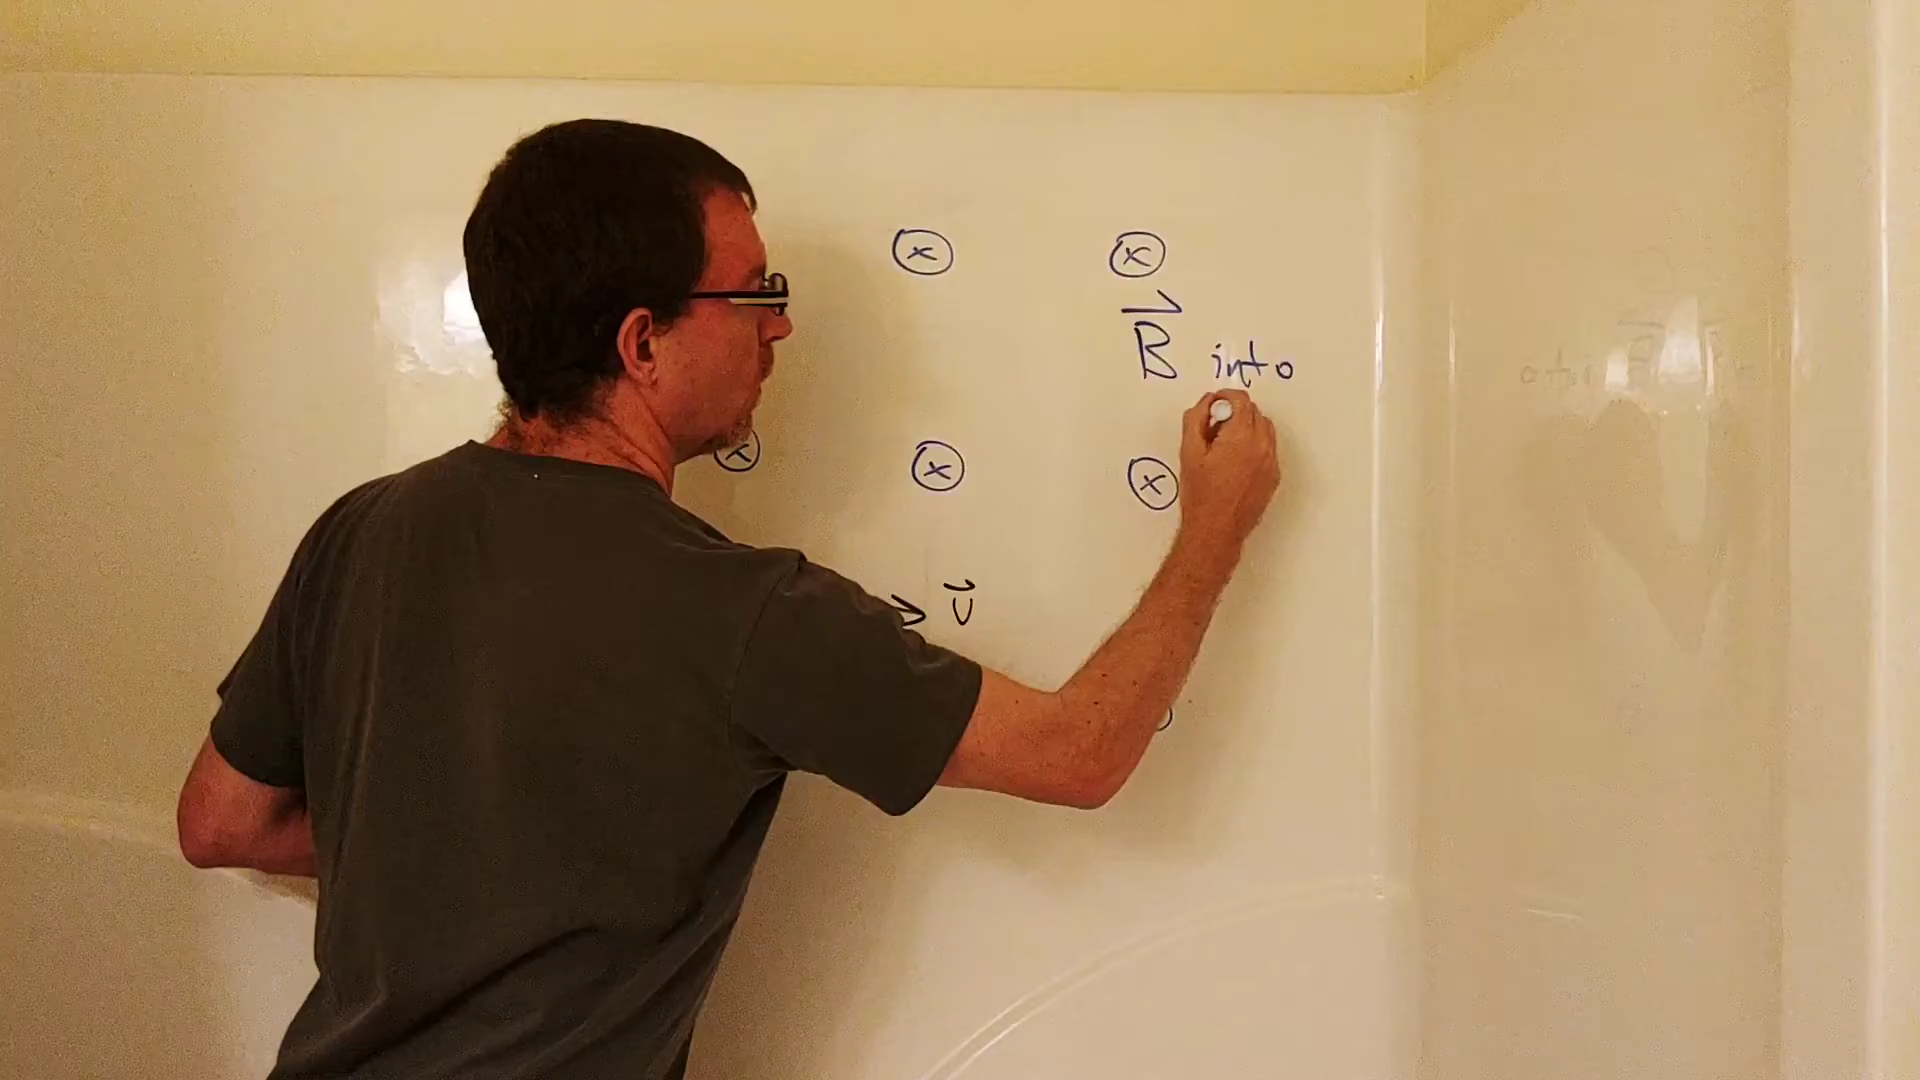 ⓧ ⓧ
B⃗ into
ⓧ ⓧ ⓧ
v⃗